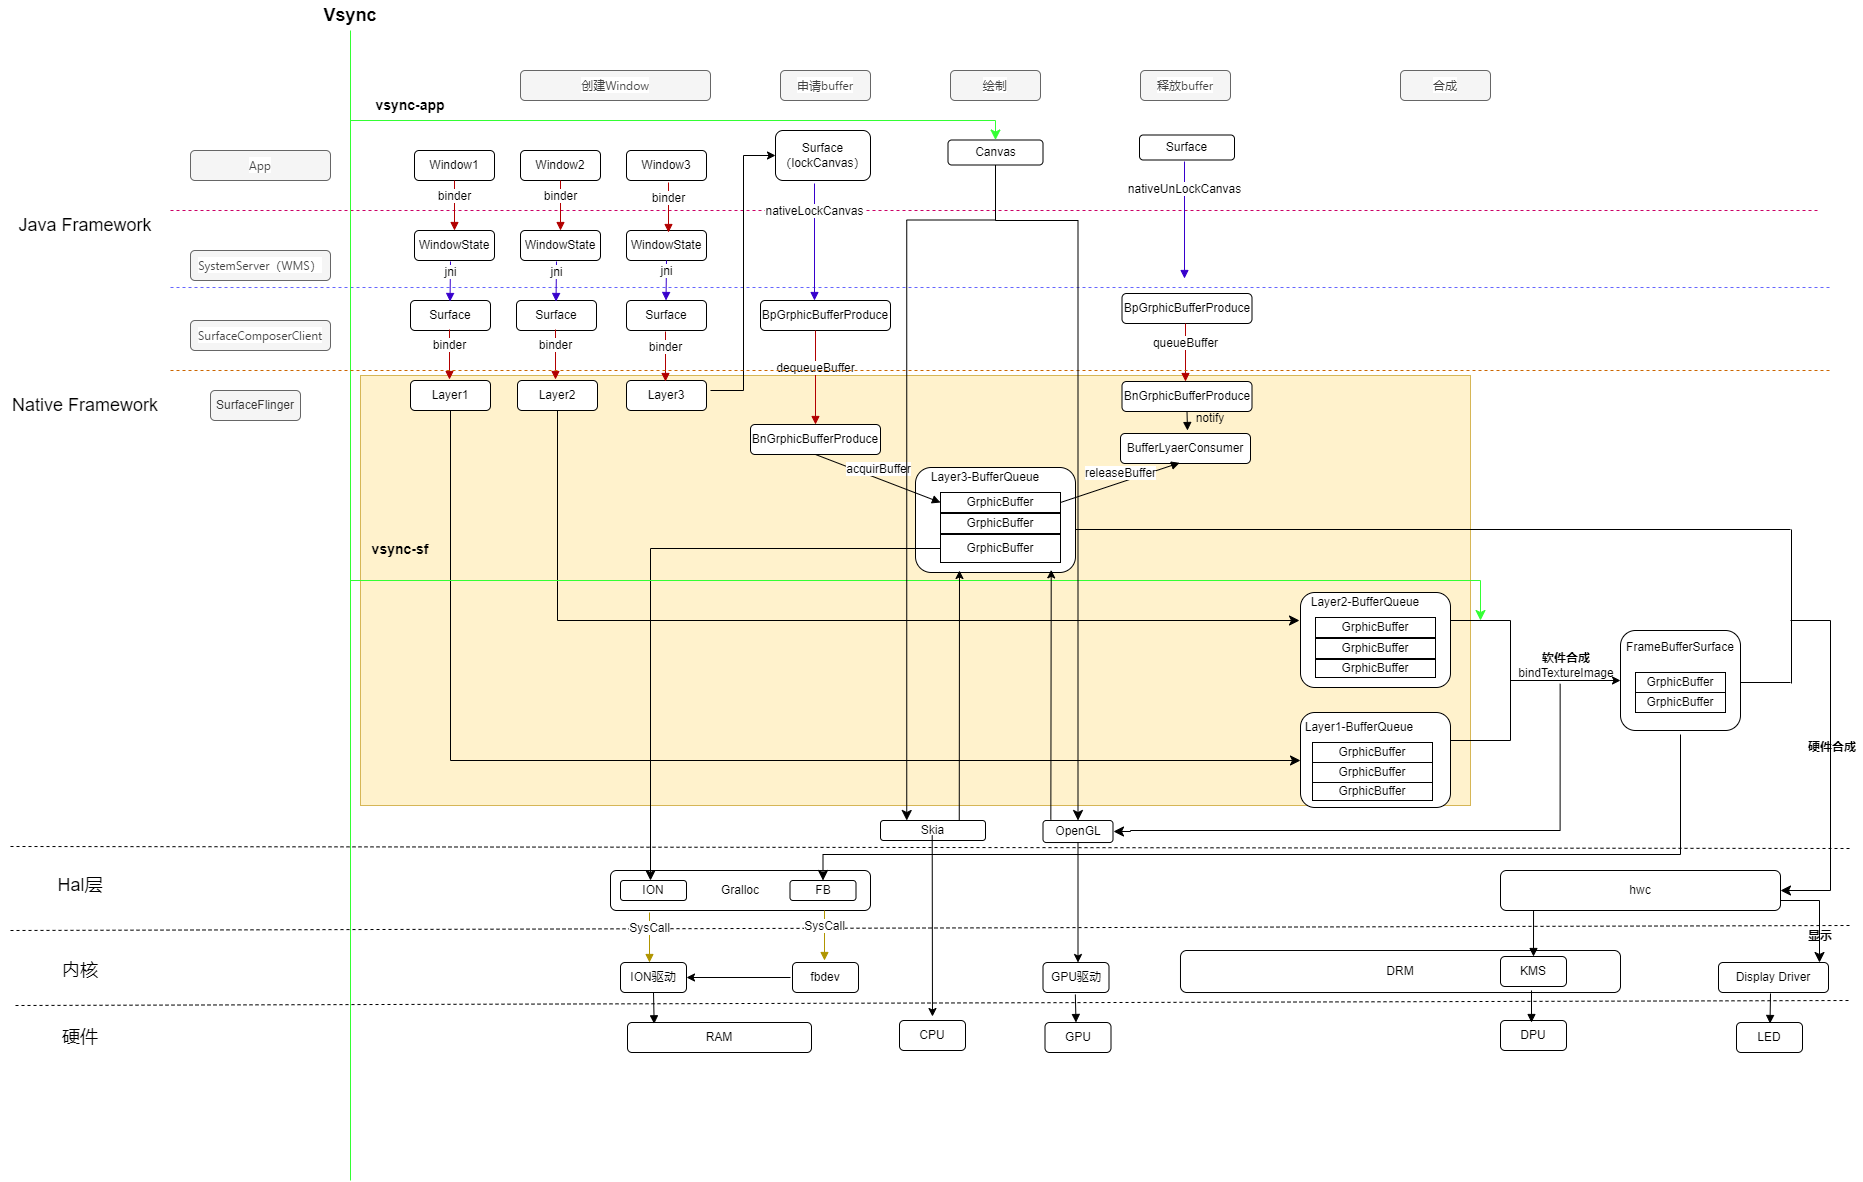 Vsync
创建Window
申请buffer
绘制
释放buffer
合成
vsync-app
App
Window1
Window2
Window3
Surface
（lockCanvas）
Canvas
Surface
binder
binder
binder
nativeLockCanvas
nativeUnLockCanvas
Java Framework
SystemServer（WMS）
WindowState
WindowState
WindowState
jni
jni
jni
SurfaceComposerClient
Surface
Surface
Surface
BpGrphicBufferProduce
BpGrphicBufferProduce
binder
binder
binder
dequeueBuffer
queueBuffer
Native Framework
SurfaceFlinger
Layer1
Layer2
Layer3
BnGrphicBufferProduce
BnGrphicBufferProduce
notify
BufferLyaerConsumer
acquirBuffer
releaseBuffer
Layer3-BufferQueue
GrphicBuffer
GrphicBuffer
GrphicBuffer
vsync-sf
Layer2-BufferQueue
GrphicBuffer
GrphicBuffer
GrphicBuffer
软件合成
bindTextureImage
FrameBufferSurface
GrphicBuffer
GrphicBuffer
Layer1-BufferQueue
GrphicBuffer
GrphicBuffer
GrphicBuffer
硬件合成
Skia
OpenGL
Hal层
ION
Gralloc
FB
hwc
SysCall
SysCall
显示
内核
ION驱动
fbdev
GPU驱动
DRM
KMS
Display Driver
硬件
RAM
CPU
GPU
DPU
LED